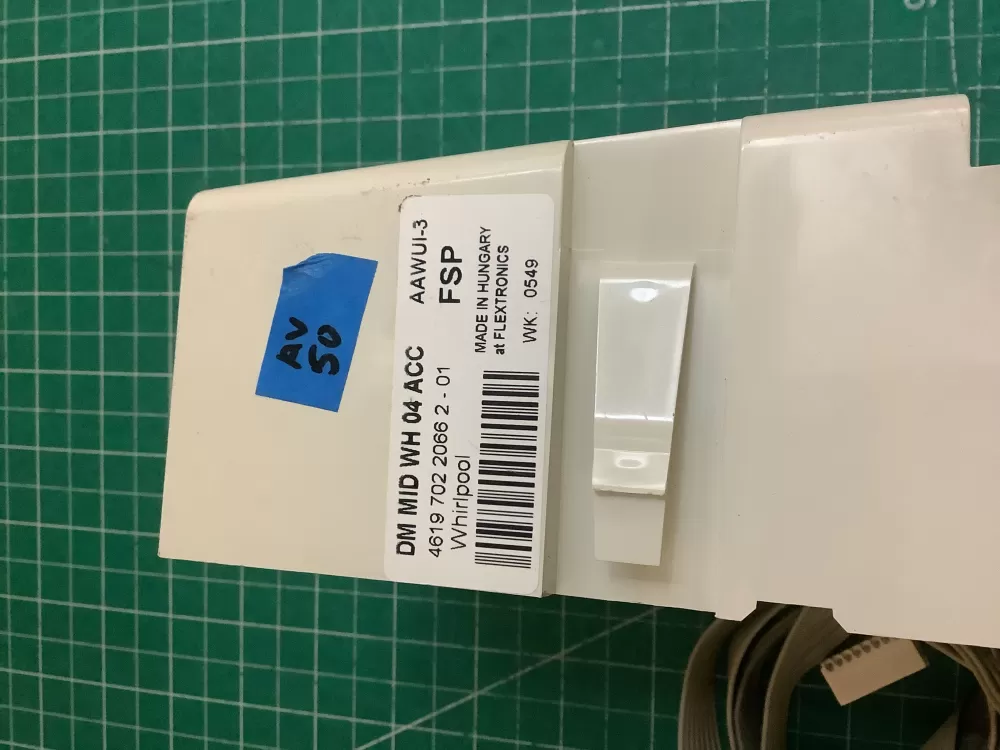 AV
50
DM MID WH 04 ACC AAWUI-3
4619 702 2066 2 - 01 FSP
Whirlpool
MADE IN HUNGARY
at FLEXTRONICS
WK: 0549